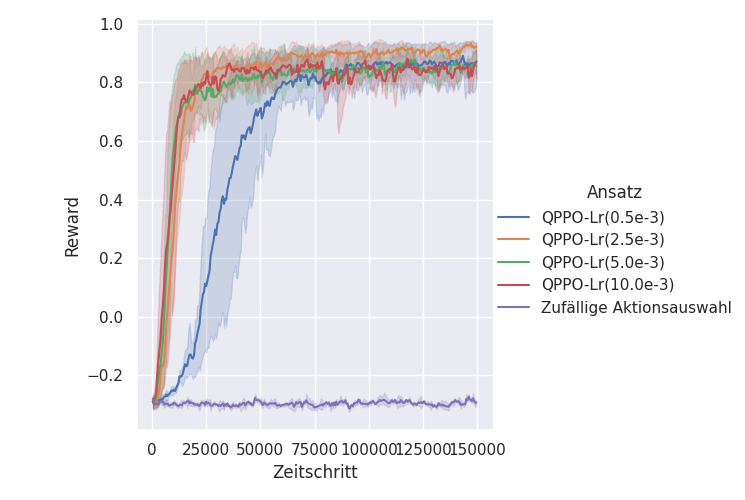 1.0
0.8
0.6
0.4
0.2
0.0
−0.2
Reward
0 25000 50000 75000 100000 125000 150000
Zeitschritt
Ansatz
QPPO-Lr(0.5e-3)
QPPO-Lr(2.5e-3)
QPPO-Lr(5.0e-3)
QPPO-Lr(10.0e-3)
Zufällige Aktionsauswahl